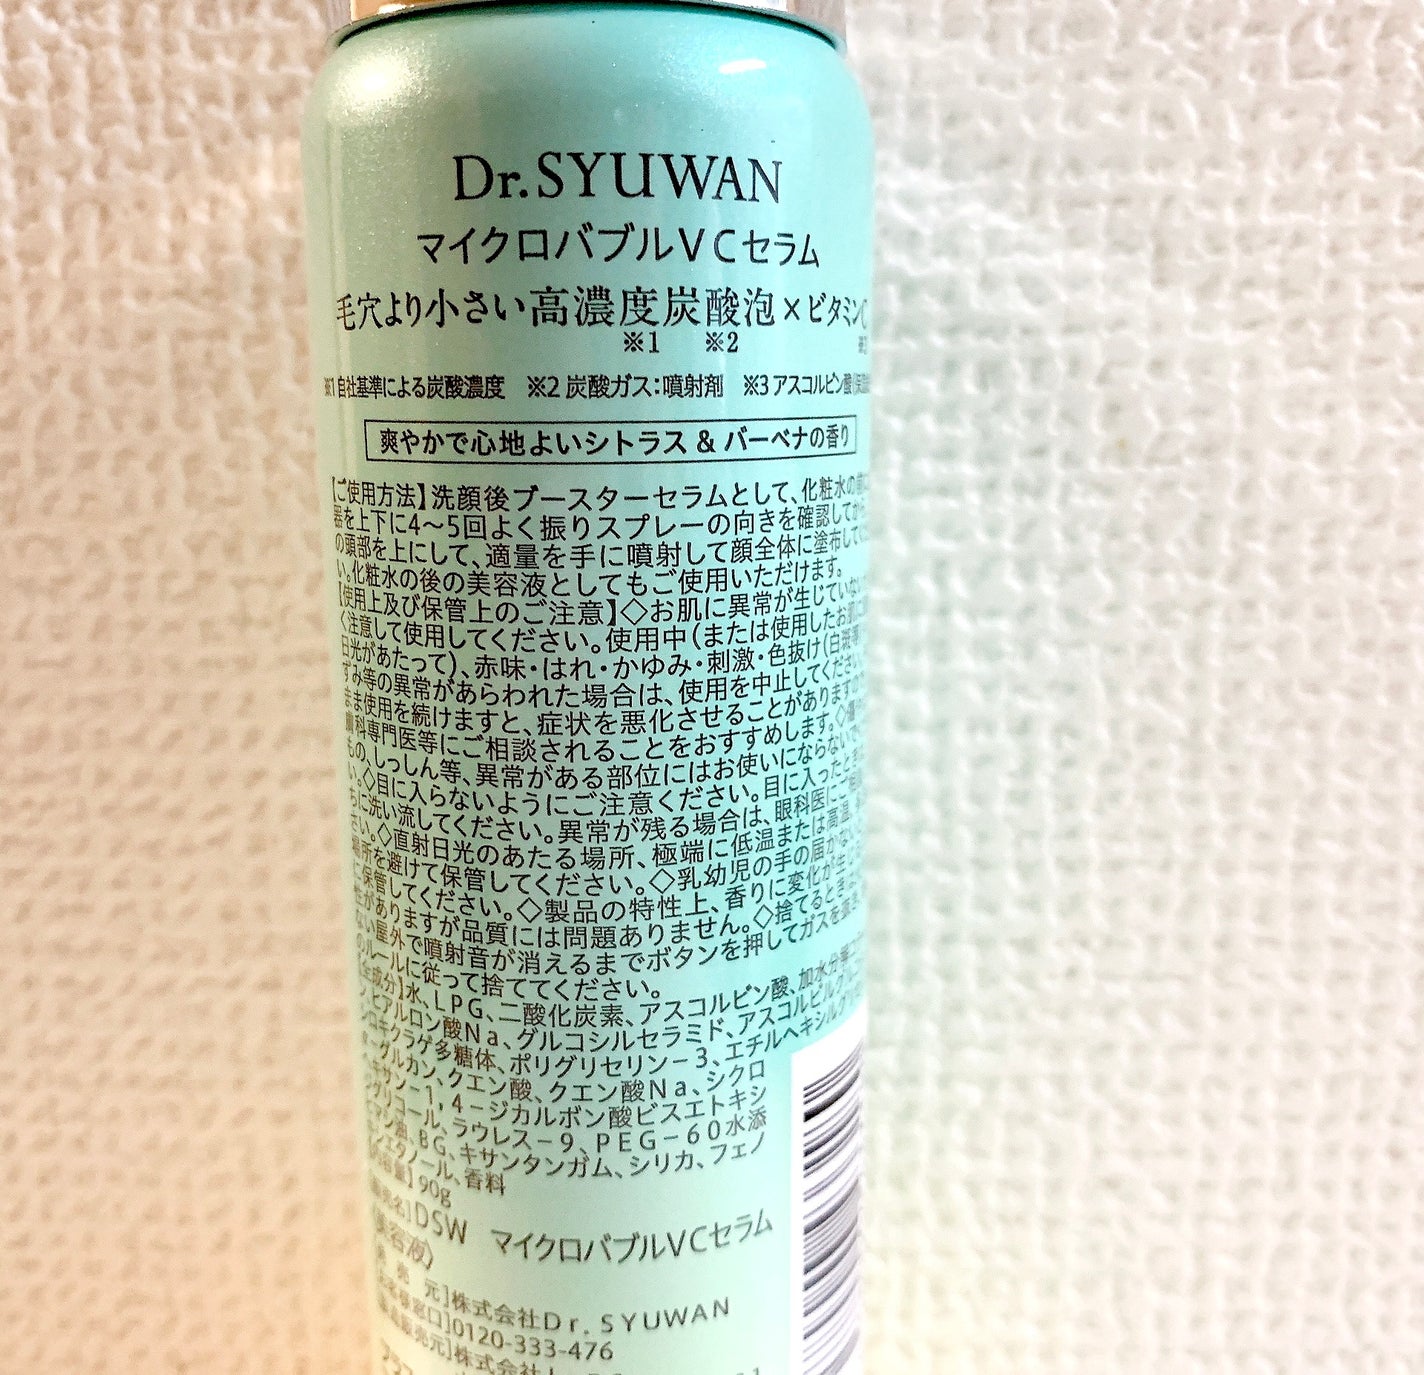 Dr.SYUWAN
マイクロバブルVCセラム
毛穴より小さい高濃度炭酸泡×ビタミンC
※1 ※2
※1自社基準による炭酸濃度 ※2 炭酸ガス:噴射剤 ※3 アスコルビン酸
爽やかで心地よいシトラス & バーベナの香り
【ご使用方法】洗顔後ブースターセラムとして、化粧水の前に
器を上下に4〜5回よく振りスプレーの向きを確認してから
の頭部を上にして、適量を手に噴射して顔全体に塗布して
い。化粧水の後の美容液としてもご使用いただけます。
【使用上及び保管上のご注意】◇お肌に異常が生じていない
く注意して使用してください。使用中(または使用したお肌に
日光があたって)、赤味・はれ・かゆみ・刺激・色抜け(白斑等
ずみ等の異常があらわれた場合は、使用を中止してください。
まま使用を続けますと、症状を悪化させることがあります
膚科専門医等にご相談されることをおすすめします。◇
もの、しっしん等、異常がある部位にはお使いにならない
い。◇目に入らないようにご注意ください。目に入ったとき
ちに洗い流してください。異常が残る場合は、眼科医に
さい。◇直射日光のあたる場所、極端に低温または高温、
場所を避けて保管してください。◇乳幼児の手の届かない
に保管してください。◇製品の特性上、香りに変化が生じ
性がありますが品質には問題ありません。◇捨てるとき
ない屋外で噴射音が消えるまでボタンを押してガスを
のルールに従って捨ててください。
【全成分】水、LPG、二酸化炭素、アスコルビン酸、加水分解
ン、ヒアルロン酸Na、グルコシルセラミド、アスコルビルグルコ
シロキクラゲ多糖体、ポリグリセリン-3、エチルヘキシルグリセ
ターグルカン、クエン酸、クエン酸Na、シクロ
ヘキサン-1,4-ジカルボン酸ビスエトキシ
ジグリコール、ラウレス-9、PEG-60水添
ヒマシ油、BG、キサンタンガム、シリカ、フェノ
キシエタノール、香料
【内容量】90g
【販売名】DSW マイクロバブルVCセラム
〈美容液〉
【発 売 元】株式会社Dr.SYUWAN
0120-333-476
【製造販売元】株式会社